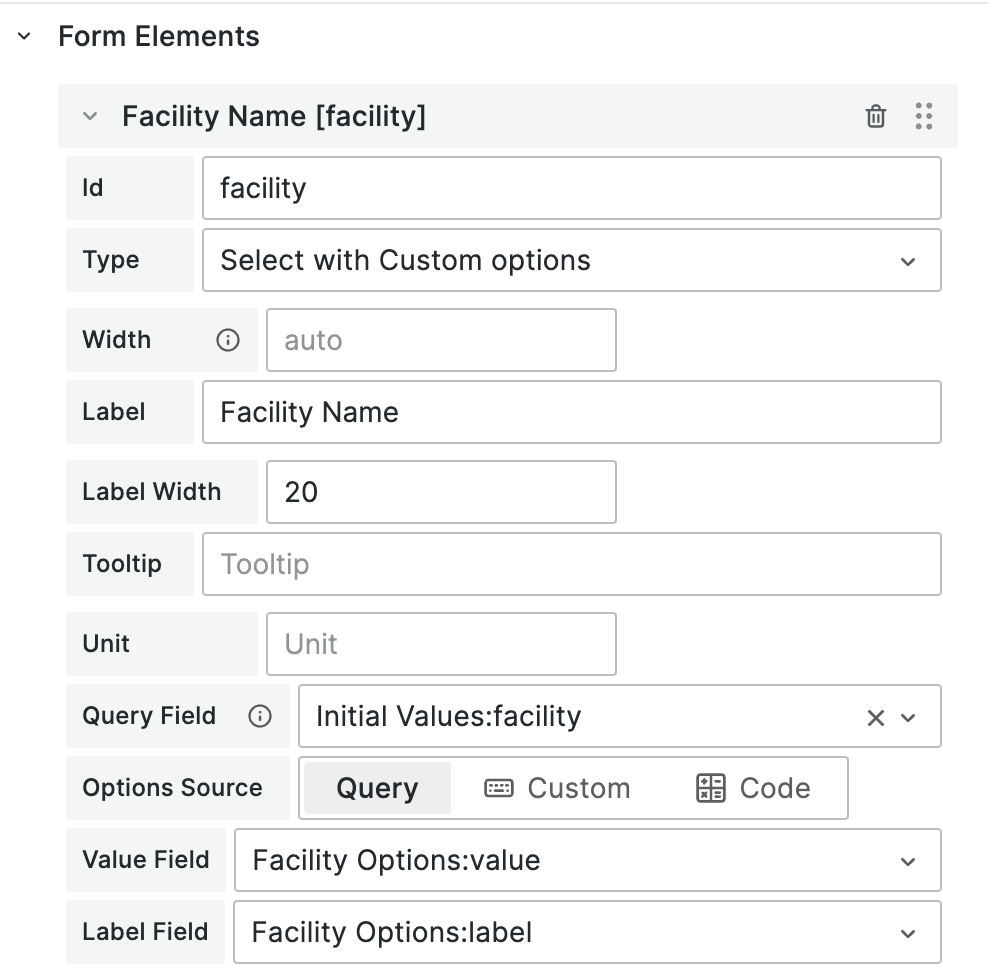 Form Elements
Facility Name [facility]
Id facility
Type Select with Custom options
Width auto
Label Facility Name
Label Width 20
Tooltip Tooltip
Unit Unit
Query Field Initial Values:facility
Options Source Query Custom Code
Value Field Facility Options:value
Label Field Facility Options:label